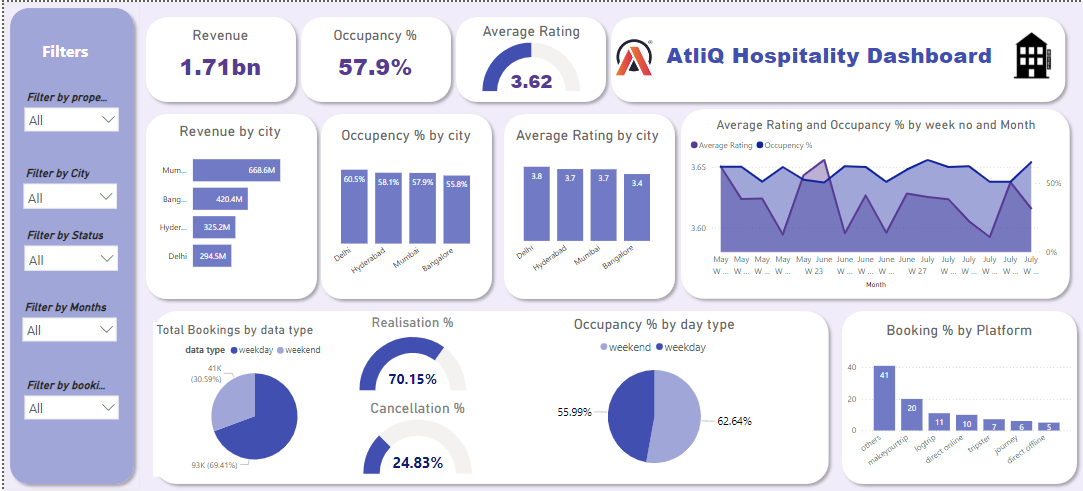 Filters
Filter by prope...
All
Filter by City
All
Filter by Status
All
Filter by Months
All
Filter by booki...
All
Revenue
1.71bn
Occupancy %
57.9%
Average Rating
3.62
AtliQ Hospitality Dashboard
Revenue by city
Mum...
668.6M
Bang...
420.4M
Hyder...
325.2M
Delhi
294.5M
Occupency % by city
60.5%
58.1%
57.9%
55.8%
Delhi
Hyderabad
Mumbai
Bangalore
Average Rating by city
3.8
3.7
3.7
3.4
Delhi
Hyderabad
Mumbai
Bangalore
Average Rating and Occupancy % by week no and Month
Average Rating Occupancy %
3.65
3.60
50%
0%
May May May May May June June June June June July July July July July July
W ... W ... W ... W ... W 23 W ... W ... W ... W ... W 27 W ... W ... W ... W ... W ...
Month
Total Bookings by data type
data type weekday weekend
41K
(30.59%)
93K (69.41%)
Realisation %
70.15%
Cancellation %
24.83%
Occupancy % by day type
weekend weekday
55.99%
62.64%
Booking % by Platform
40
20
0
41
20
11
10
7
6
5
others
makeyourtrip
logtrip
direct online
tripster
journey
direct offline